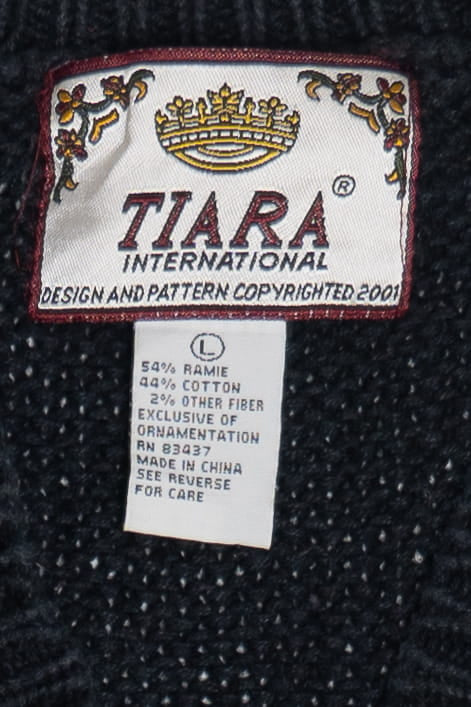 TIARA ®
INTERNATIONAL
DESIGN AND PATTERN COPYRIGHTED 2001
L
54% RAMIE
44% COTTON
2% OTHER FIBER
EXCLUSIVE OF
ORNAMENTATION
RN 83437
MADE IN CHINA
SEE REVERSE
FOR CARE